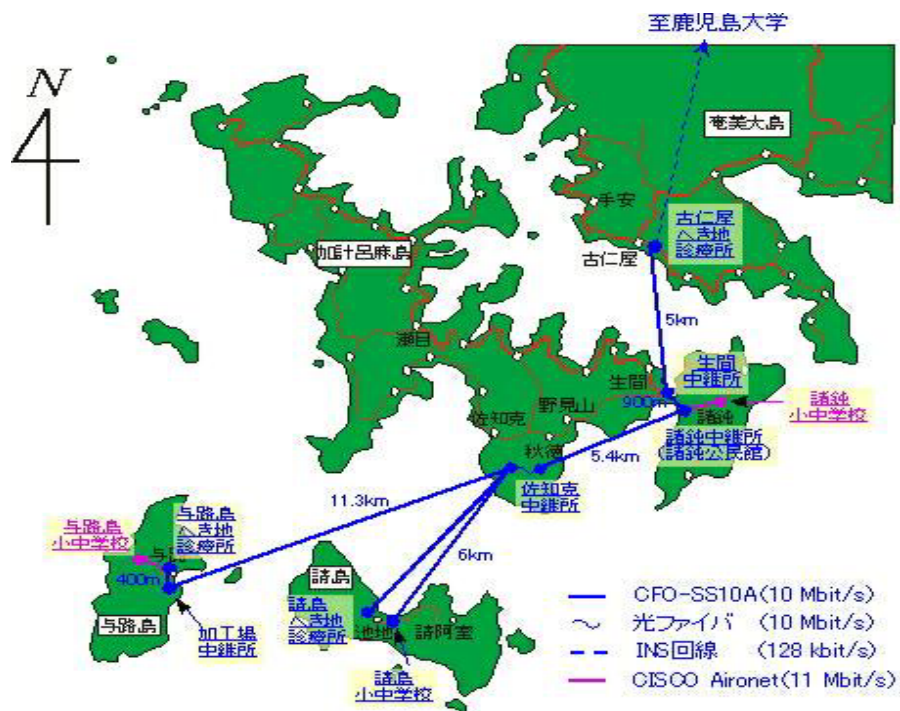 至鹿児島大学
N
奄美大島
手安
古仁屋
へき地
診療所
古仁屋
加計呂麻島
5km
瀬目
生間
中継所
生間
900m
諸鈍
諸鈍
小中学校
佐知克
野見山
諸鈍中継所
(諸鈍公民館)
秋徳
5.4km
佐知克
中継所
11.3km
6km
与路島
へき地
診療所
与路島
小中学校
与路
400m
与路島
加工場
中継所
請島
請島
へき地
診療所
池地
請阿室
請島
小中学校
CFO-SS10A(10 Mbit/s)
光ファイバ (10 Mbit/s)
INS回線 (128 kbit/s)
CISCO Aironet(11 Mbit/s)